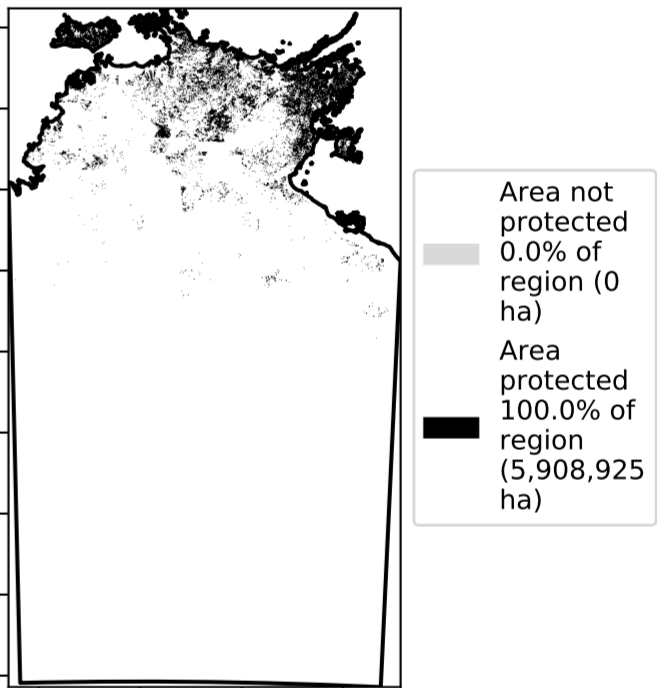 Area not
protected
0.0% of
region (0
ha)
Area
protected
100.0% of
region
(5,908,925
ha)